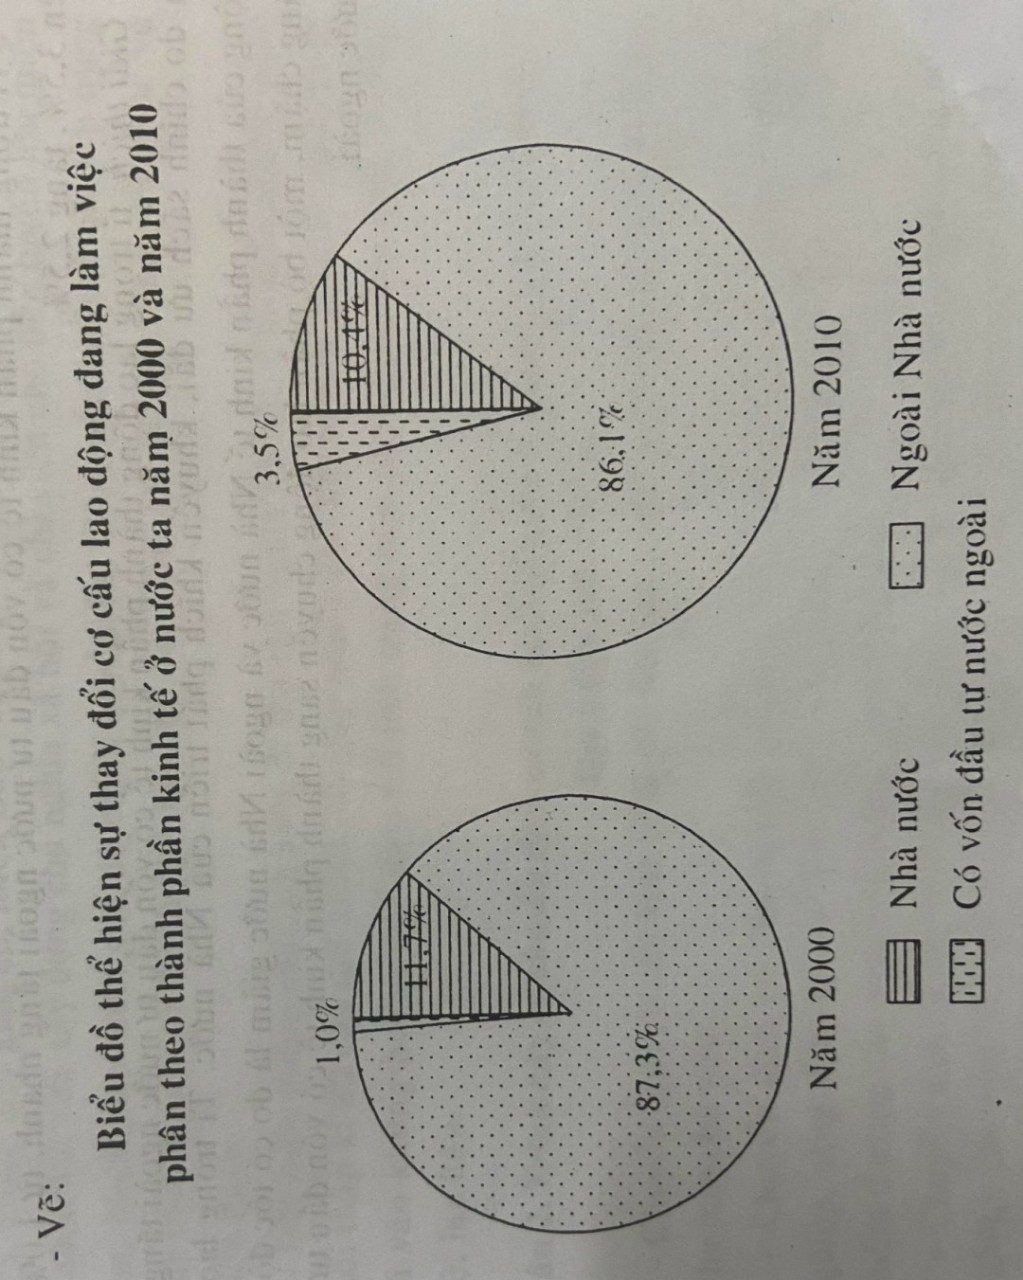 - Vẽ:
Biểu đồ thể hiện sự thay đổi cơ cấu lao động đang làm việc
phân theo thành phần kinh tế ở nước ta năm 2000 và năm 2010
1,0%
11,7%
87,3%
Năm 2000
3,5%
10,4%
86,1%
Năm 2010
Nhà nước
Ngoài Nhà nước
Có vốn đầu tư nước ngoài